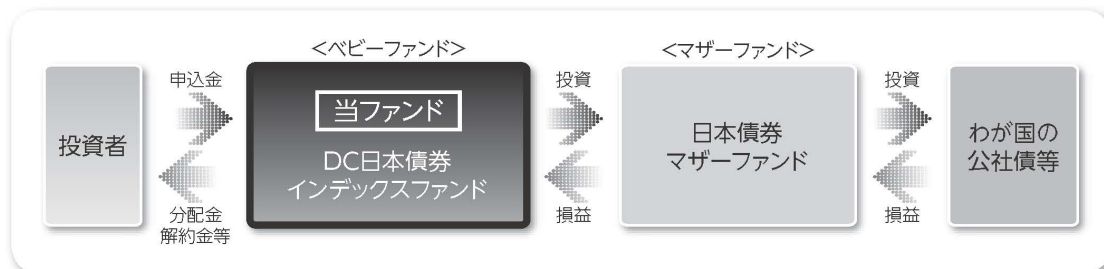 <ベビーファンド>
<マザーファンド>
投資者
申込金
分配金
解約金等
当ファンド
DC日本債券
インデックスファンド
投資
損益
日本債券
マザーファンド
投資
損益
わが国の
公社債等